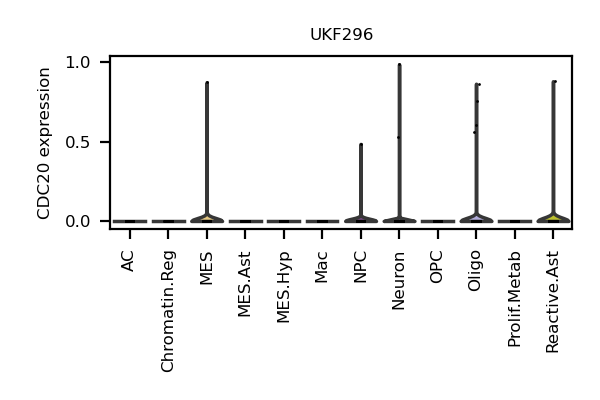 UKF296
CDC20 expression
1.0
0.5
0.0
AC
Chromatin.Reg
MES
MES.Ast
MES.Hyp
Mac
NPC
Neuron
OPC
Oligo
Prolif.Metab
Reactive.Ast